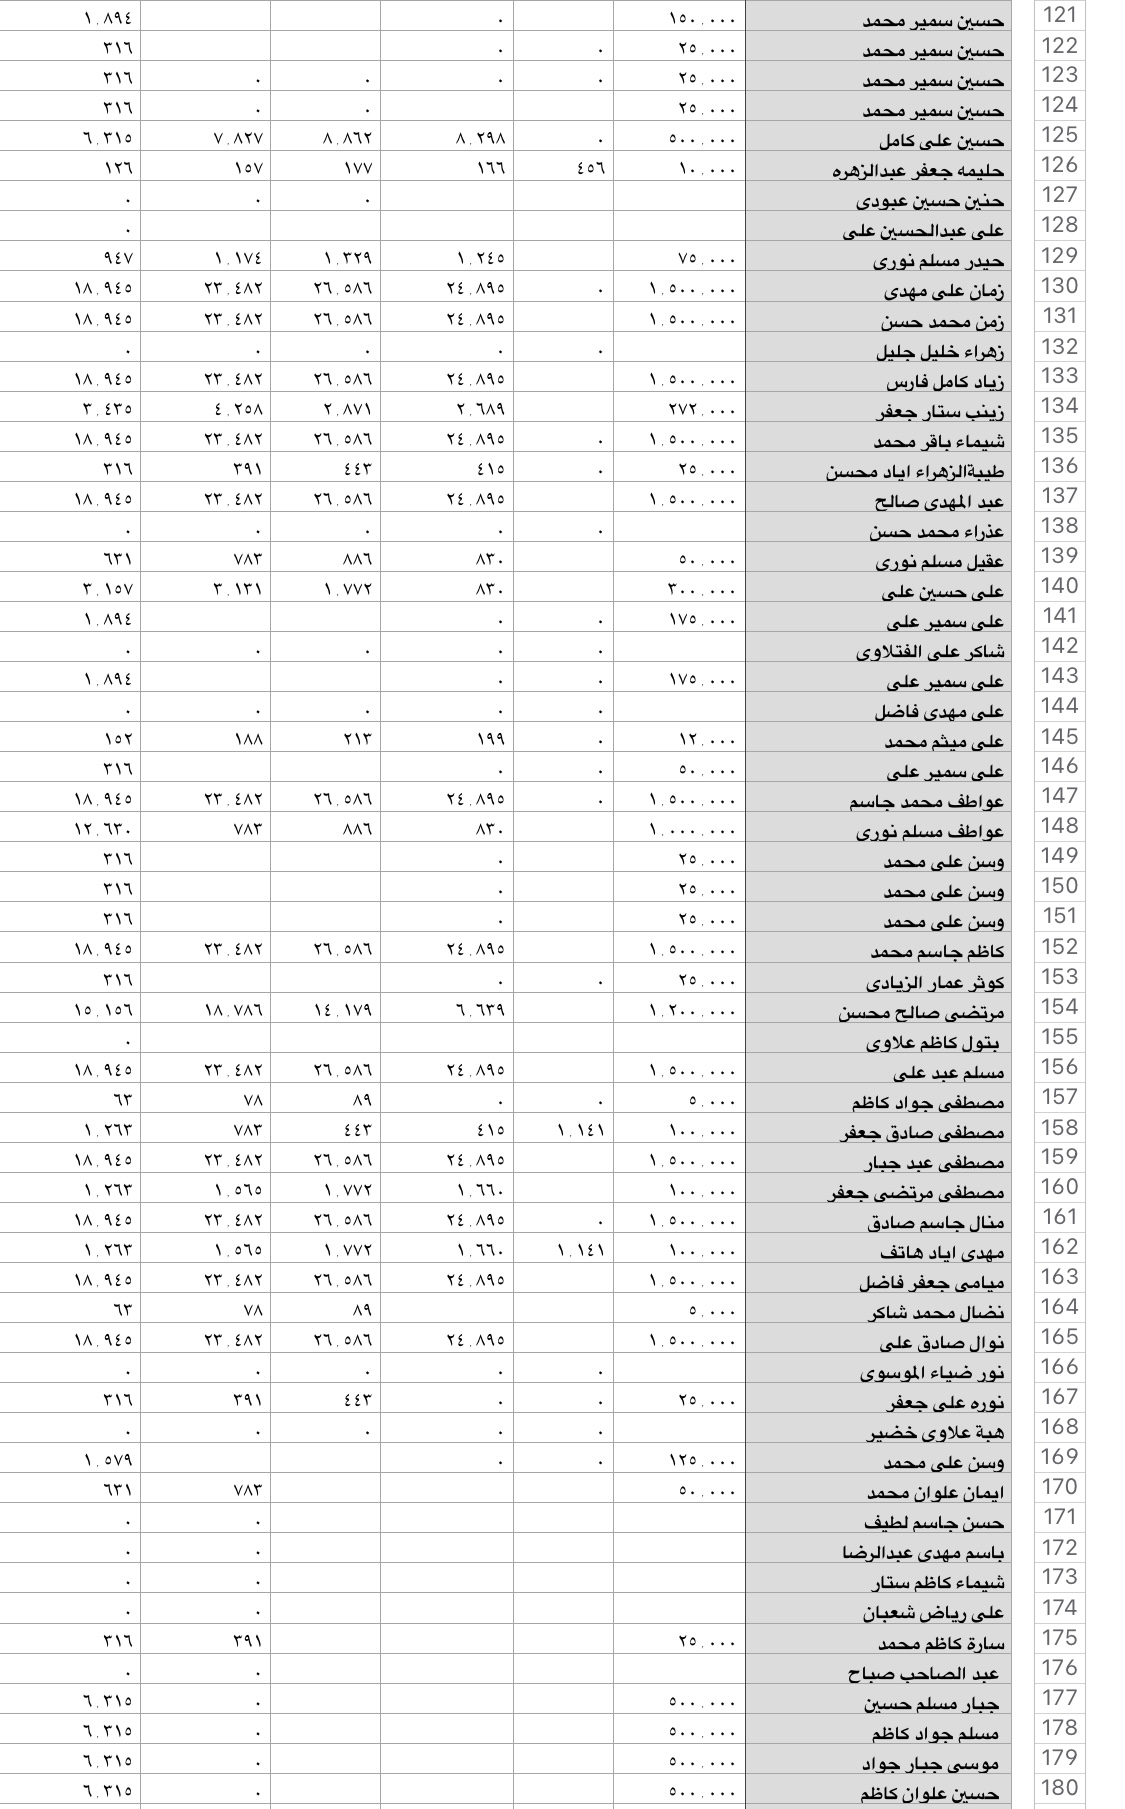 121 حسين سمير محمد ١٥٠.٠٠٠ ٠ ١.٨٩٤
122 حسين سمير محمد ٢٥.٠٠٠ ٠ ٠ ٣١٦
123 حسين سمير محمد ٢٥.٠٠٠ ٠ ٠ ٠ ٠ ٣١٦
124 حسين سمير محمد ٢٥.٠٠٠ ٠ ٠ ٣١٦
125 حسين على كامل ٥٠٠.٠٠٠ ٠ ٨.٢٩٨ ٨.٨٦٢ ٧.٨٢٧ ٦.٣١٥
126 حليمه جعفر عبدالزهره ١٠.٠٠٠ ٤٥٦ ١٦٦ ١٧٧ ١٥٧ ١٢٦
127 حنين حسين عبودى ٠ ٠ ٠
128 على عبدالحسين على ٠
129 حيدر مسلم نورى ٧٥.٠٠٠ ١.٢٤٥ ١.٣٢٩ ١.١٧٤ ٩٤٧
130 زمان على مهدى ١.٥٠٠.٠٠٠ ٠ ٢٤.٨٩٥ ٢٦.٥٨٦ ٢٣.٤٨٢ ١٨.٩٤٥
131 زمن محمد حسن ١.٥٠٠.٠٠٠ ٢٤.٨٩٥ ٢٦.٥٨٦ ٢٣.٤٨٢ ١٨.٩٤٥
132 زهراء خليل جليل ٠ ٠ ٠ ٠ ٠
133 زياد كامل فارس ١.٥٠٠.٠٠٠ ٢٤.٨٩٥ ٢٦.٥٨٦ ٢٣.٤٨٢ ١٨.٩٤٥
134 زينب ستار جعفر ٢٧٢.٠٠٠ ٢.٦٨٩ ٢.٨٧١ ٤.٢٥٨ ٣.٤٣٥
135 شيماء باقر محمد ١.٥٠٠.٠٠٠ ٠ ٢٤.٨٩٥ ٢٦.٥٨٦ ٢٣.٤٨٢ ١٨.٩٤٥
136 طيبةالزهراء اياد محسن ٢٥.٠٠٠ ٠ ٤١٥ ٤٤٣ ٣٩١ ٣١٦
137 عبد المهدى صالح ١.٥٠٠.٠٠٠ ٢٤.٨٩٥ ٢٦.٥٨٦ ٢٣.٤٨٢ ١٨.٩٤٥
138 عذراء محمد حسن ٠ ٠ ٠ ٠ ٠
139 عقيل مسلم نورى ٥٠.٠٠٠ ٨٣٠ ٨٨٦ ٧٨٣ ٦٣١
140 على حسين على ٣٠٠.٠٠٠ ٨٣٠ ١.٧٧٢ ٣.١٣١ ٣.١٥٧
141 على سمير على ١٧٥.٠٠٠ ٠ ٠ ١.٨٩٤
142 شاكر على الفتلاوى ٠ ٠ ٠ ٠ ٠
143 على سمير على ١٧٥.٠٠٠ ٠ ٠ ١.٨٩٤
144 على مهدى فاضل ٠ ٠ ٠ ٠ ٠
145 على ميثم محمد ١٢.٠٠٠ ٠ ١٩٩ ٢١٣ ١٨٨ ١٥٢
146 على سمير على ٥٠.٠٠٠ ٠ ٠ ٣١٦
147 عواطف محمد جاسم ١.٥٠٠.٠٠٠ ٠ ٢٤.٨٩٥ ٢٦.٥٨٦ ٢٣.٤٨٢ ١٨.٩٤٥
148 عواطف مسلم نورى ١.٠٠٠.٠٠٠ ٨٣٠ ٨٨٦ ٧٨٣ ١٢.٦٣٠
149 وسن على محمد ٢٥.٠٠٠ ٠ ٣١٦
150 وسن على محمد ٢٥.٠٠٠ ٠ ٣١٦
151 وسن على محمد ٢٥.٠٠٠ ٠ ٣١٦
152 كاظم جاسم محمد ١.٥٠٠.٠٠٠ ٢٤.٨٩٥ ٢٦.٥٨٦ ٢٣.٤٨٢ ١٨.٩٤٥
153 كوثر عمار الزيادى ٢٥.٠٠٠ ٠ ٠ ٣١٦
154 مرتضى صالح محسن ١.٢٠٠.٠٠٠ ٦.٦٣٩ ١٤.١٧٩ ١٨.٧٨٦ ١٥.١٥٦
155 بتول كاظم علاوى ٠
156 مسلم عبد على ١.٥٠٠.٠٠٠ ٢٤.٨٩٥ ٢٦.٥٨٦ ٢٣.٤٨٢ ١٨.٩٤٥
157 مصطفى جواد كاظم ٥.٠٠٠ ٠ ٠ ٨٩ ٧٨ ٦٣
158 مصطفى صادق جعفر ١٠٠.٠٠٠ ١.١٤١ ٤١٥ ٤٤٣ ٧٨٣ ١.٢٦٣
159 مصطفى عبد جبار ١.٥٠٠.٠٠٠ ٢٤.٨٩٥ ٢٦.٥٨٦ ٢٣.٤٨٢ ١٨.٩٤٥
160 مصطفى مرتضى جعفر ١٠٠.٠٠٠ ١.٦٦٠ ١.٧٧٢ ١.٥٦٥ ١.٢٦٣
161 منال جاسم صادق ١.٥٠٠.٠٠٠ ٠ ٢٤.٨٩٥ ٢٦.٥٨٦ ٢٣.٤٨٢ ١٨.٩٤٥
162 مهدى اياد هاتف ١٠٠.٠٠٠ ١.١٤١ ١.٦٦٠ ١.٧٧٢ ١.٥٦٥ ١.٢٦٣
163 ميامى جعفر فاضل ١.٥٠٠.٠٠٠ ٢٤.٨٩٥ ٢٦.٥٨٦ ٢٣.٤٨٢ ١٨.٩٤٥
164 نضال محمد شاكر ٥.٠٠٠ ٨٩ ٧٨ ٦٣
165 نوال صادق على ١.٥٠٠.٠٠٠ ٢٤.٨٩٥ ٢٦.٥٨٦ ٢٣.٤٨٢ ١٨.٩٤٥
166 نور ضياء الموسوى ٠ ٠ ٠ ٠ ٠
167 نوره على جعفر ٢٥.٠٠٠ ٠ ٠ ٤٤٣ ٣٩١ ٣١٦
168 هبة علاوى خضير ٠ ٠ ٠ ٠ ٠
169 وسن على محمد ١٢٥.٠٠٠ ٠ ٠ ١.٥٧٩
170 ايمان علوان محمد ٥٠.٠٠٠ ٧٨٣ ٦٣١
171 حسن جاسم لطيف ٠ ٠
172 باسم مهدى عبدالرضا ٠ ٠
173 شيماء كاظم ستار ٠ ٠
174 على رياض شعبان ٠ ٠
175 سارة كاظم محمد ٢٥.٠٠٠ ٣٩١ ٣١٦
176 عبد الصاحب صباح ٠ ٠
177 جبار مسلم حسين ٥٠٠.٠٠٠ ٠ ٦.٣١٥
178 مسلم جواد كاظم ٥٠٠.٠٠٠ ٠ ٦.٣١٥
179 موسى جبار جواد ٥٠٠.٠٠٠ ٠ ٦.٣١٥
180 حسين علوان كاظم ٥٠٠.٠٠٠ ٠ ٦.٣١٥